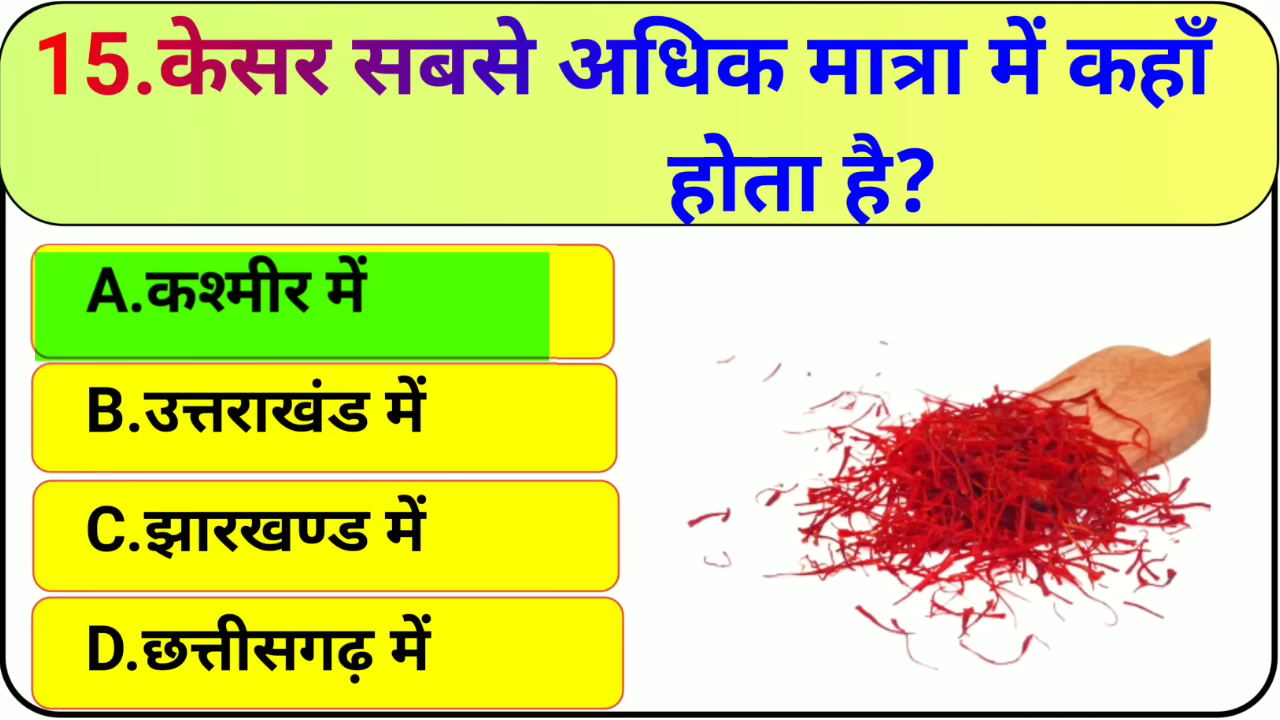 15.केसर सबसे अधिक मात्रा में कहाँ
होता है?
A.कश्मीर में
B.उत्तराखंड में
C.झारखण्ड में
D.छत्तीसगढ़ में